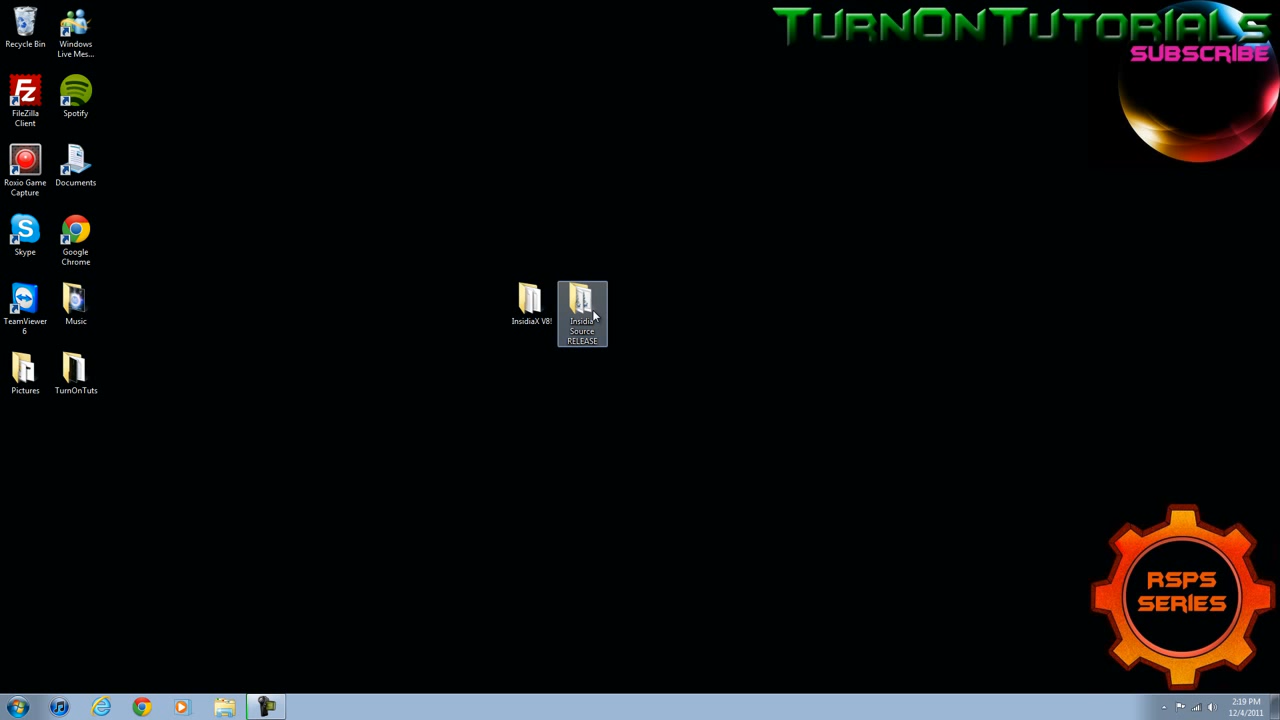 TurnOnTutorials
SUBSCRIBE
Recycle Bin
Windows
Live Mes...
FileZilla
Client
Spotify
Roxio Game
Capture
Documents
Skype
Google
Chrome
TeamViewer
6
Music
Pictures
TurnOnTuts
InsidiaX V8!
Insidia
Source
RELEASE
RSPS
SERIES
2:19 PM
12/4/2011